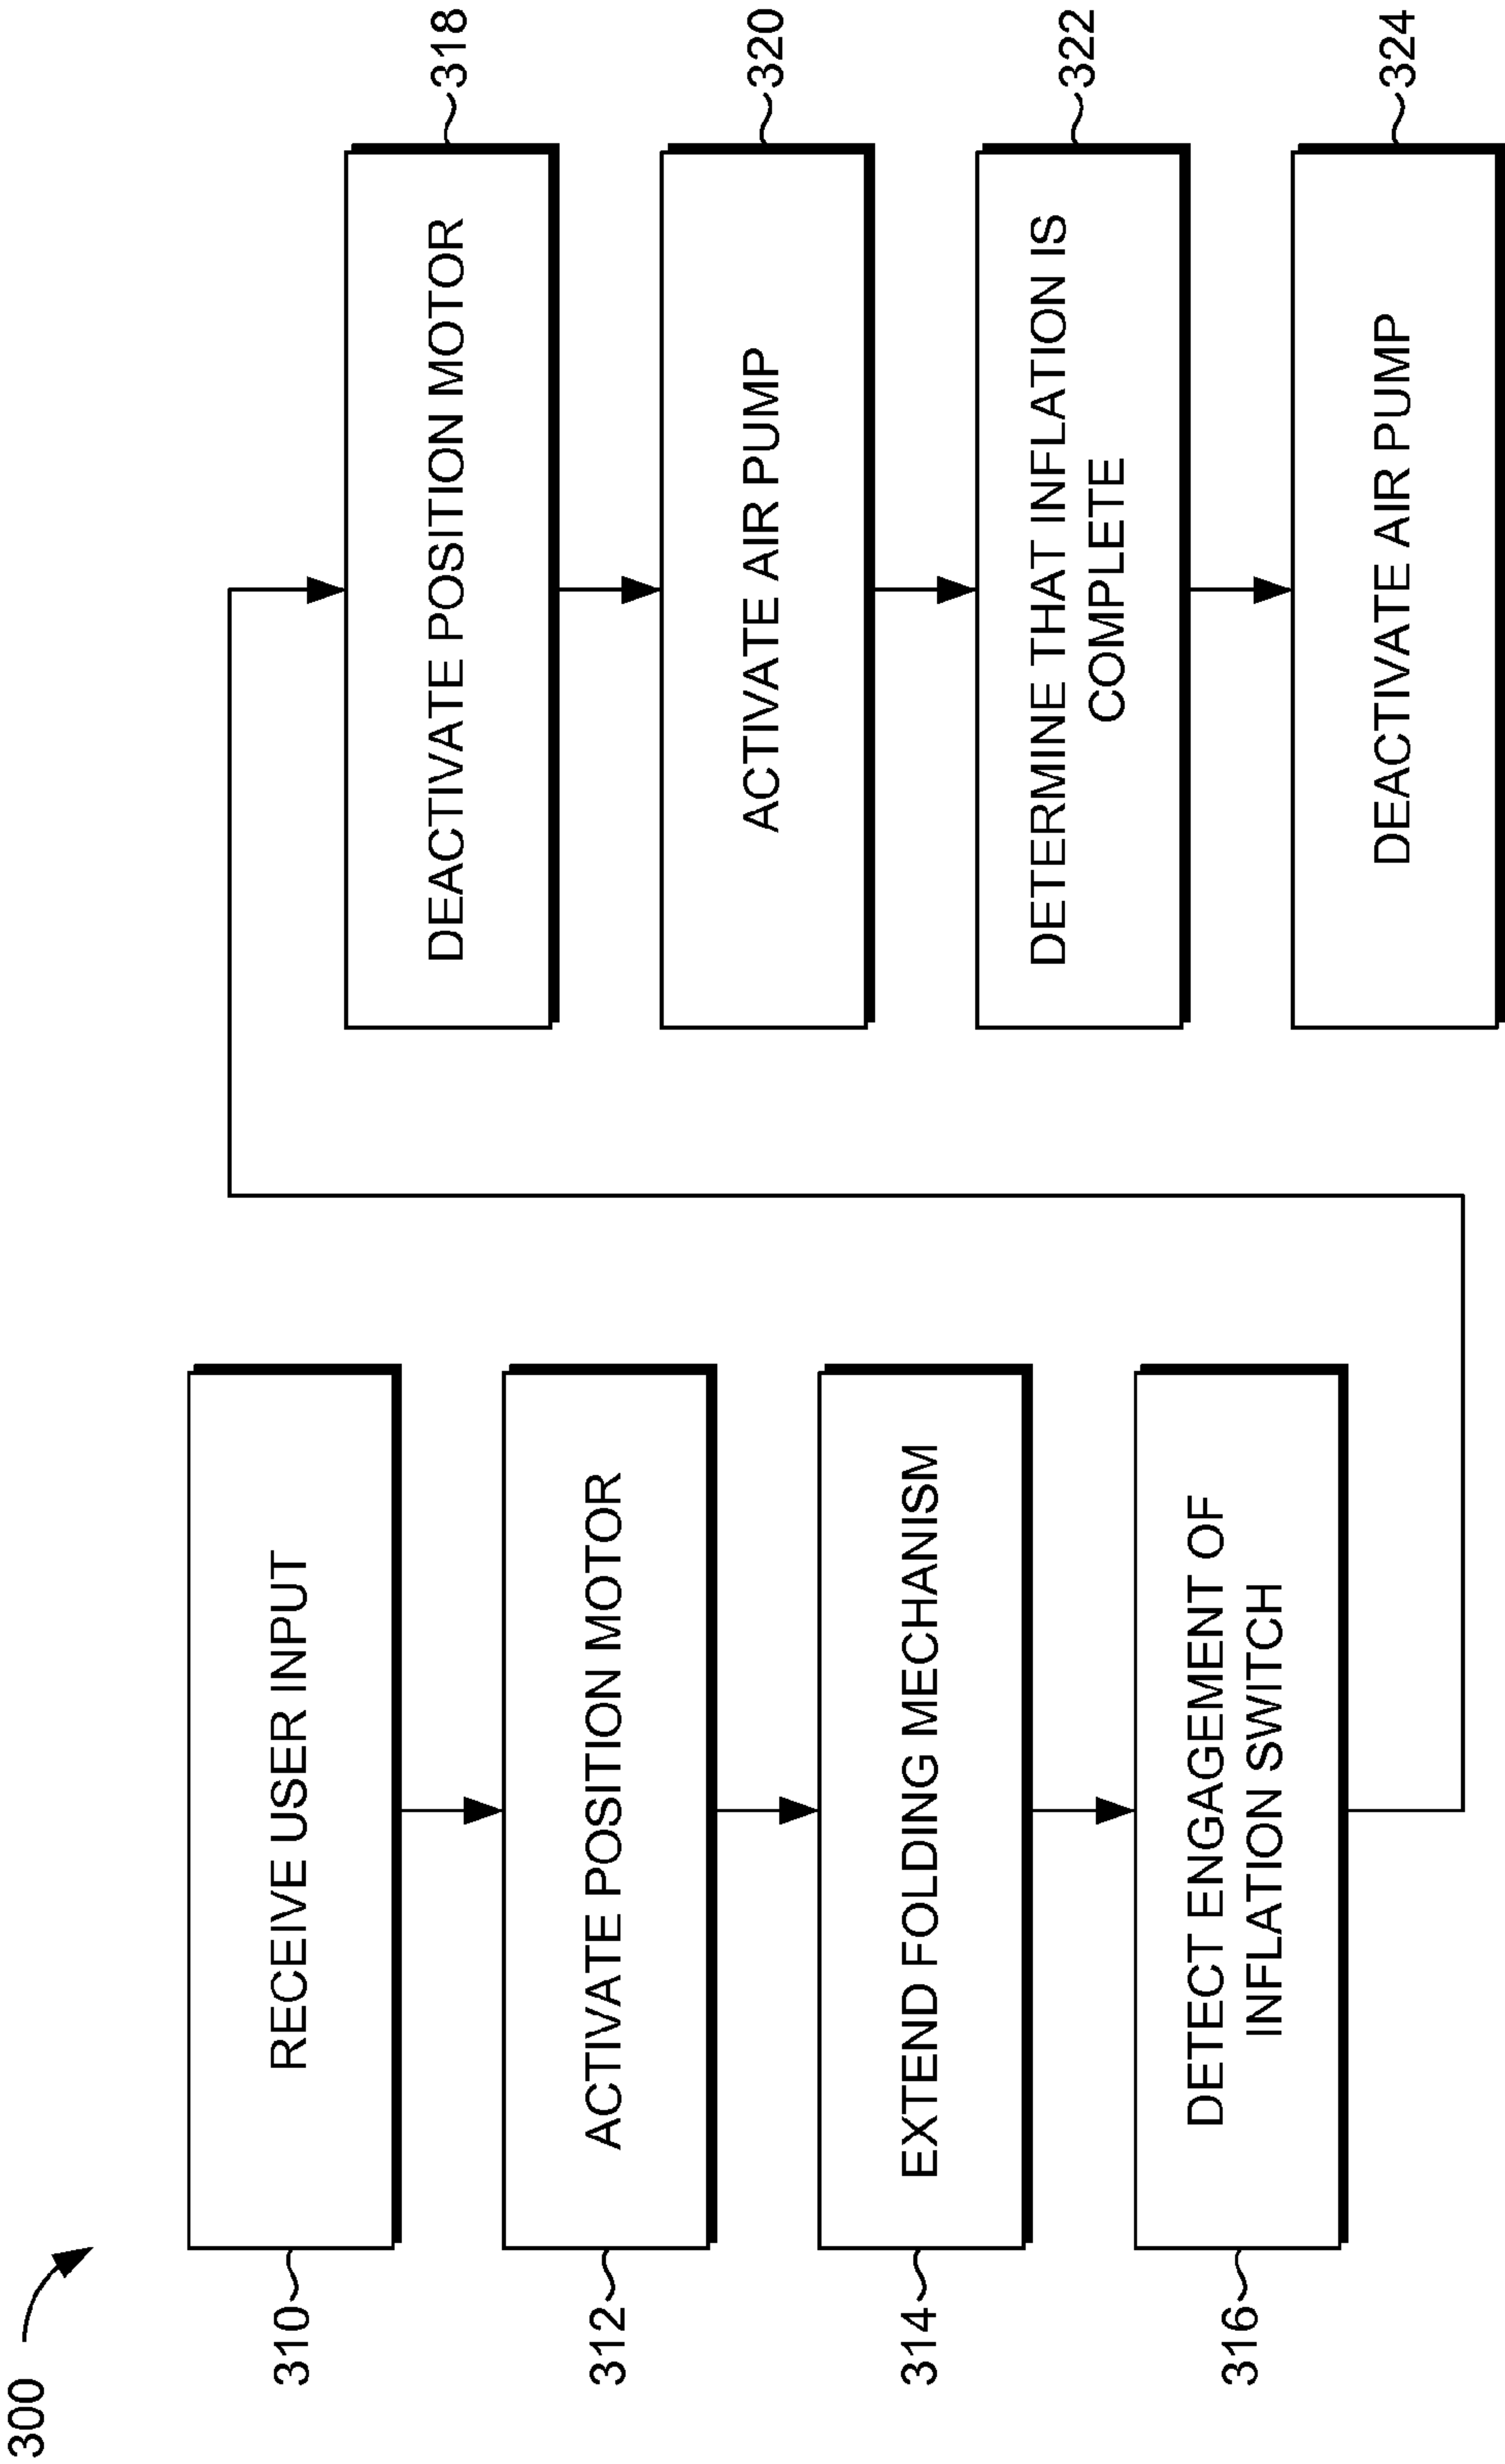 300
310
RECEIVE USER INPUT
312
ACTIVATE POSITION MOTOR
314
EXTEND FOLDING MECHANISM
316
DETECT ENGAGEMENT OF
INFLATION SWITCH
DEACTIVATE POSITION MOTOR
318
ACTIVATE AIR PUMP
320
DETERMINE THAT INFLATION IS
COMPLETE
322
DEACTIVATE AIR PUMP
324